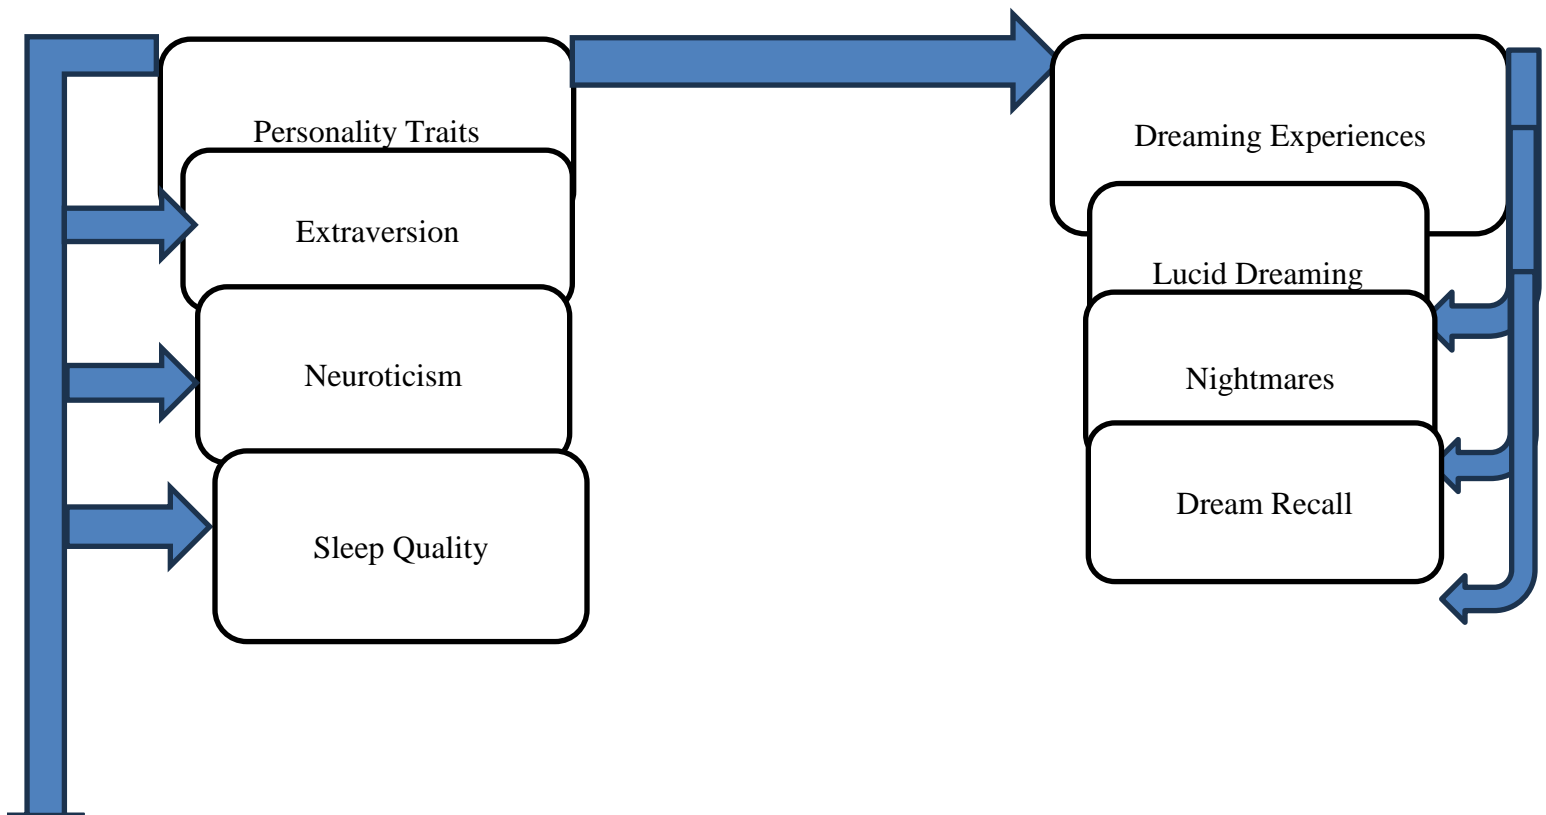 Personality Traits
Extraversion
Neuroticism
Sleep Quality
Dreaming Experiences
Lucid Dreaming
Nightmares
Dream Recall